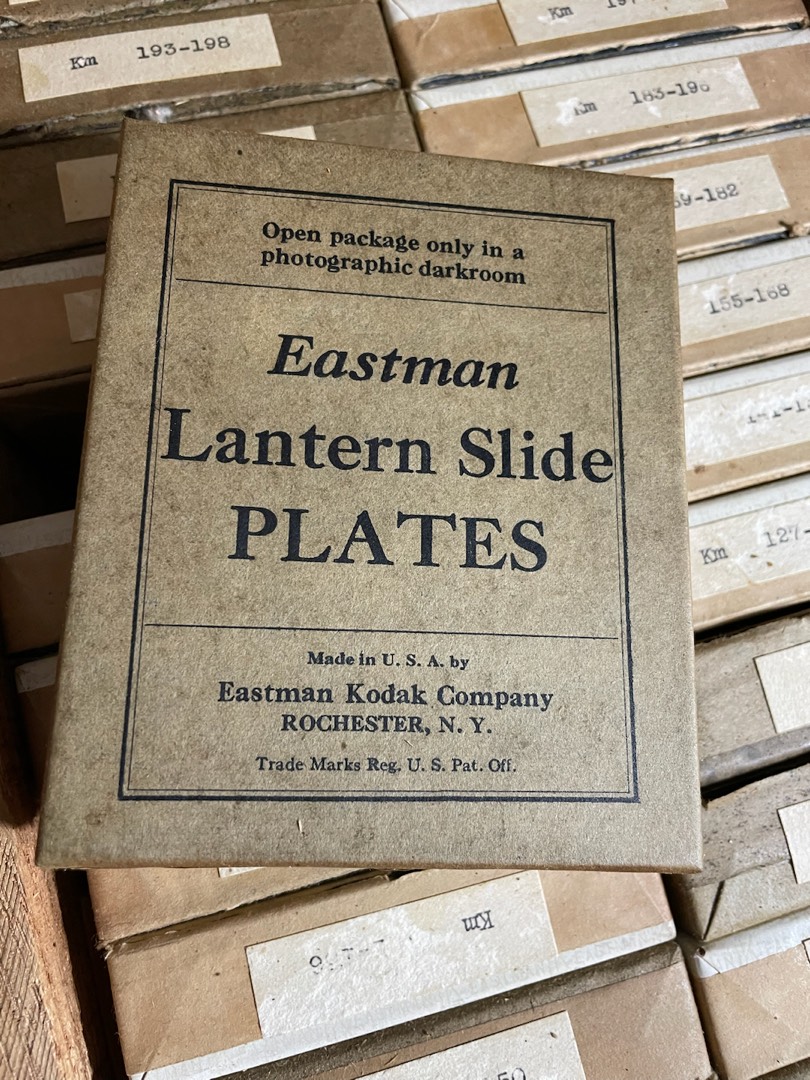 Km 193-198
Km
Km 183-196
155-168
Km 127-
Open package only in a
photographic darkroom
Eastman
Lantern Slide
PLATES
Made in U. S. A. by
Eastman Kodak Company
ROCHESTER, N. Y.
Trade Marks Reg. U. S. Pat. Off.
Km